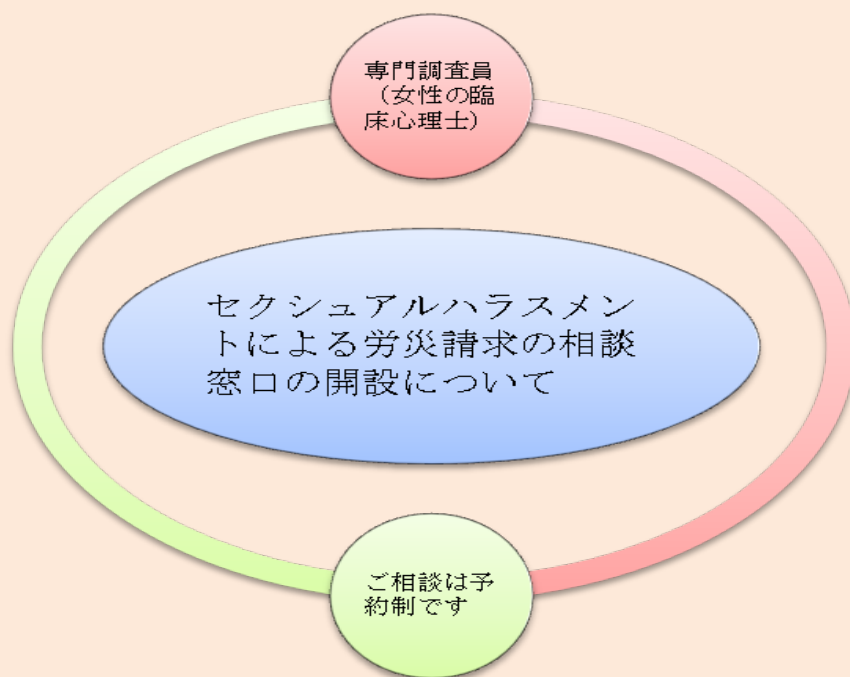 専門調査員
（女性の臨
床心理士）
セクシュアルハラスメン
トによる労災請求の相談
窓口の開設について
ご相談は予
約制です